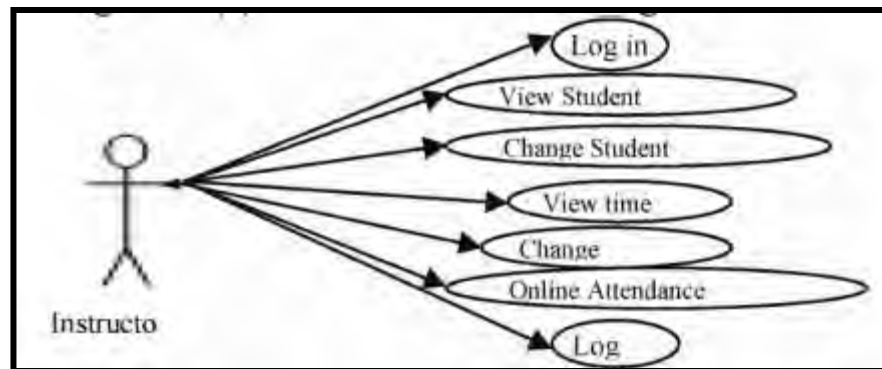 Log in
View Student
Change Student
View time
Change
Online Attendance
Instructo
Log